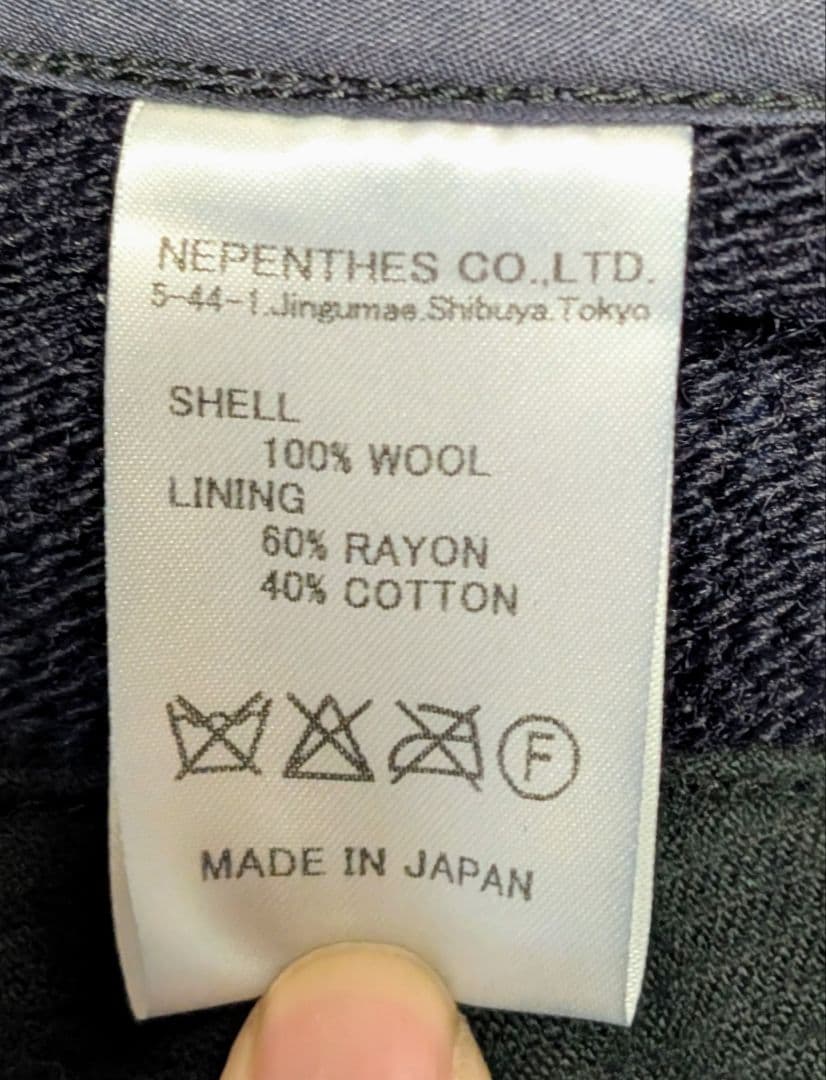 NEPENTHES CO.,LTD.
5-44-1.Jingumae.Shibuya.Tokyo
SHELL
100% WOOL
LINING
60% RAYON
40% COTTON
F
MADE IN JAPAN